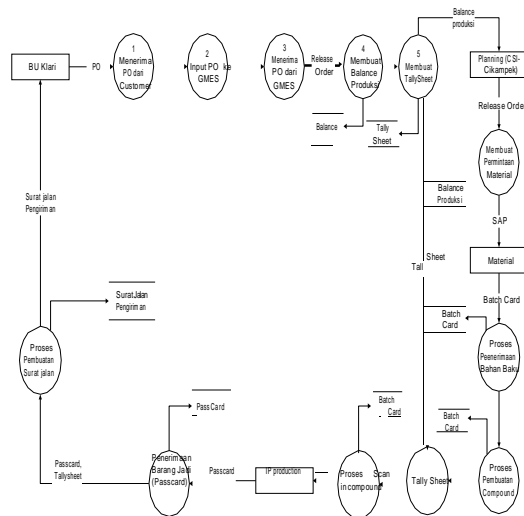 Balance
produksi
BU Klari
PO
1
Menerima
PO dari
Customer
2
Input PO ke
GMES
3
Menerima
PO dari
GMES
Release
Order
4
Membuat
Balance
Produksi
5
Membuat
TallySheet
Planning (CSI-
Cikampek)
Balance
Tally
Sheet
Release Order
Membuat
Permintaan
Material
Surat jalan
Pengiriman
Balance
Produksi
SAP
Sheet
Tall
Material
Batch Card
SuratJalan
Pengiriman
Batch
Card
Proses
Pembuatan
Surat jalan
Proses
Peenerimaan
Bahan Baku
PassCard
Batch
Card
Batch
Card
Passcard,
Tallysheet
Penerimaan
Barang Jadi
(Passcard)
Passcard
IP production
Proses Scan
in compound
Tally Sheet
Proses
Pembuatan
Compound